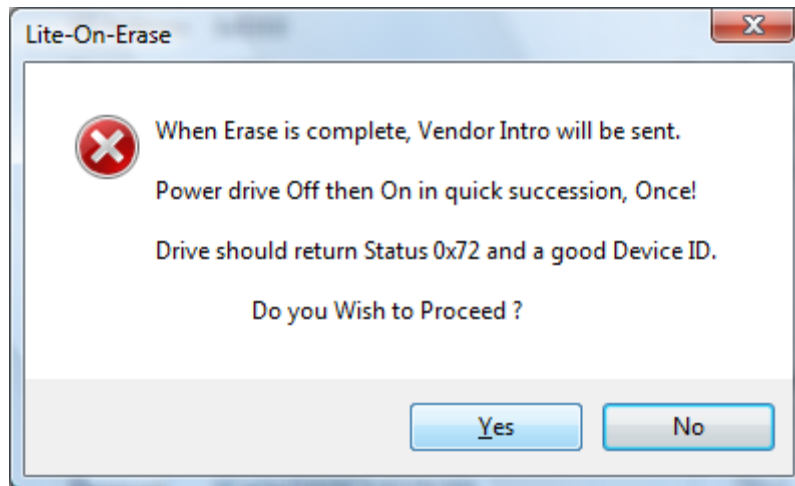 Lite-On-Erase
When Erase is complete, Vendor Intro will be sent.
Power drive Off then On in quick succession, Once!
Drive should return Status 0x72 and a good Device ID.
Do you Wish to Proceed ?
Yes
No